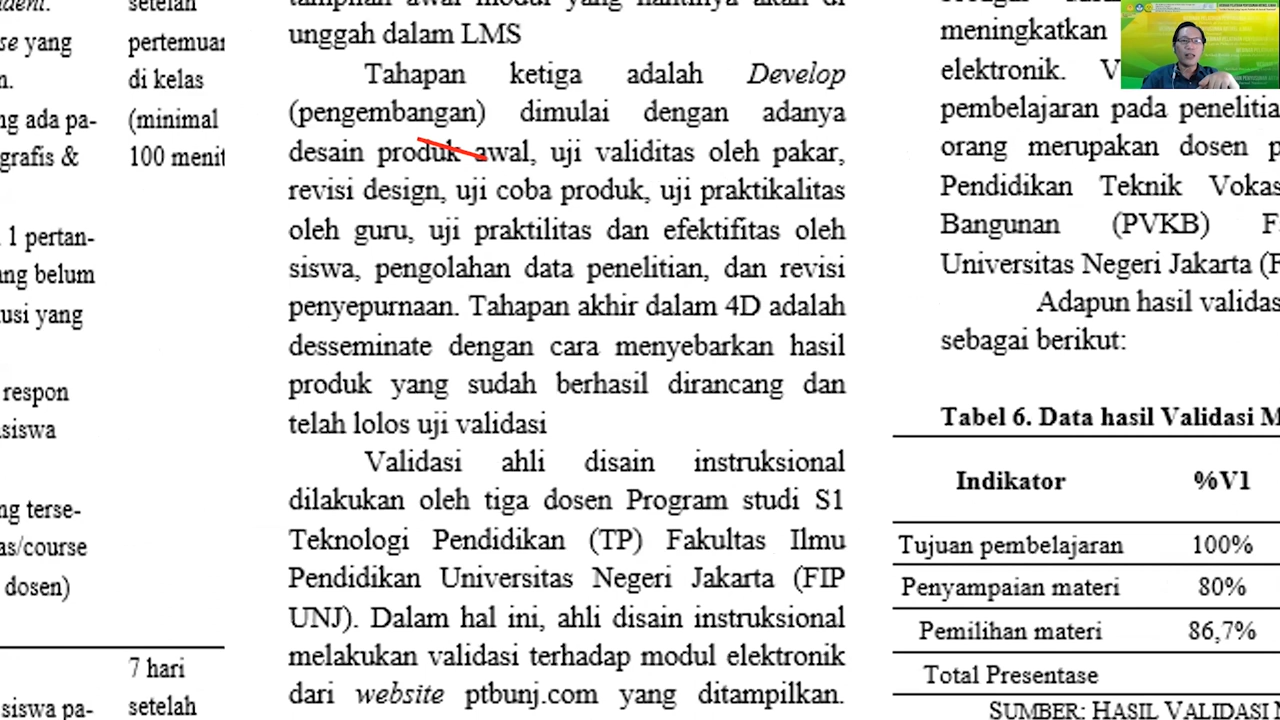 setelah
se yang
pertemuan
n.
di kelas
ng ada pa-
(minimal
grafis &
100 menit
1 pertan-
ang belum
usi yang
respon
siswa
ng terse-
as/course
dosen)
7 hari
siswa pa-
setelah
unggah dalam LMS
Tahapan ketiga adalah Develop
(pengembangan) dimulai dengan adanya
desain produk awal, uji validitas oleh pakar,
revisi design, uji coba produk, uji praktikalitas
oleh guru, uji praktilitas dan efektifitas oleh
siswa, pengolahan data penelitian, dan revisi
penyepurnaan. Tahapan akhir dalam 4D adalah
desseminate dengan cara menyebarkan hasil
produk yang sudah berhasil dirancang dan
telah lolos uji validasi
Validasi ahli disain instruksional
dilakukan oleh tiga dosen Program studi S1
Teknologi Pendidikan (TP) Fakultas Ilmu
Pendidikan Universitas Negeri Jakarta (FIP
UNJ). Dalam hal ini, ahli disain instruksional
melakukan validasi terhadap modul elektronik
dari website ptbunj.com yang ditampilkan.
meningkatkan
elektronik. V
pembelajaran pada penelitia
orang merupakan dosen p
Pendidikan Teknik Vokas
Bangunan (PVKB) F
Universitas Negeri Jakarta (F
Adapun hasil validas
sebagai berikut:
Tabel 6. Data hasil Validasi M
Indikator %V1
Tujuan pembelajaran 100%
Penyampaian materi 80%
Pemilihan materi 86,7%
Total Presentase
SUMBER: HASIL VALIDASI